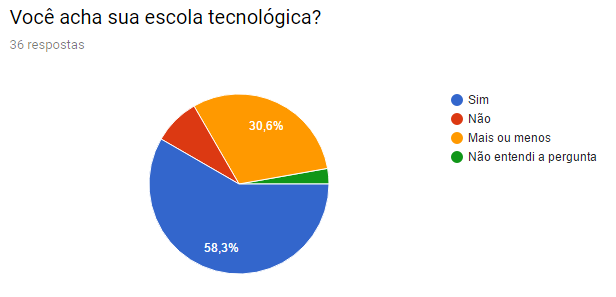 Você acha sua escola tecnológica?
36 respostas
30,6%
58,3%
Sim
Não
Mais ou menos
Não entendi a pergunta